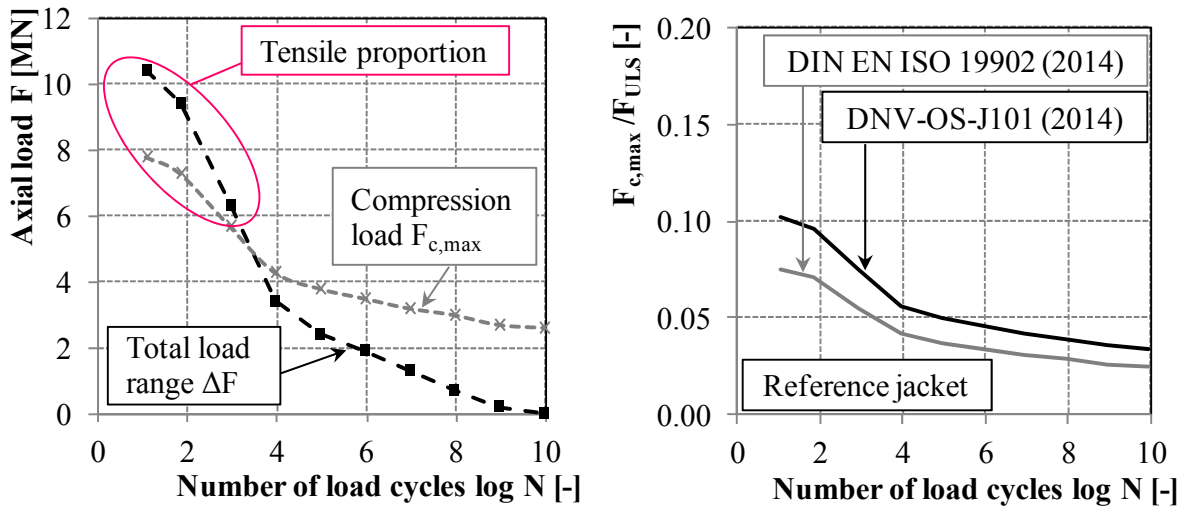 Axial load F [MN]
12
10
8
6
4
2
0
Tensile proportion
Compression
load F_c,max
Total load
range ΔF
0 2 4 6 8 10
Number of load cycles log N [-]
F_c,max /F_ULS [-]
0.20
0.15
0.10
0.05
0.00
DIN EN ISO 19902 (2014)
DNV-OS-J101 (2014)
Reference jacket
0 2 4 6 8 10
Number of load cycles log N [-]